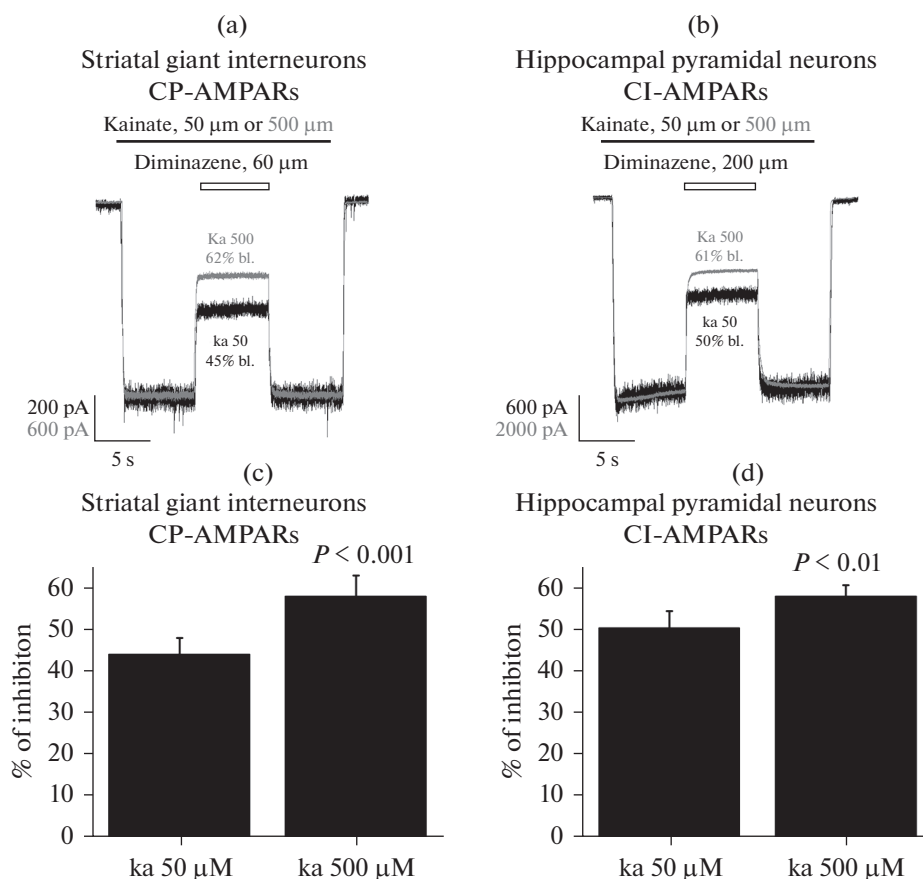 (a)
Striatal giant interneurons
CP-AMPARs
Kainate, 50 μm or 500 μm
Diminazene, 60 μm
Ka 500
62% bl.
ka 50
45% bl.
200 pA
600 pA
5 s
(b)
Hippocampal pyramidal neurons
CI-AMPARs
Kainate, 50 μm or 500 μm
Diminazene, 200 μm
Ka 500
61% bl.
ka 50
50% bl.
600 pA
2000 pA
5 s
(c)
Striatal giant interneurons
CP-AMPARs
P < 0.001
% of inhibiton
60
50
40
30
20
10
0
ka 50 μM
ka 500 μM
(d)
Hippocampal pyramidal neurons
CI-AMPARs
P < 0.01
% of inhibiton
60
50
40
30
20
10
0
ka 50 μM
ka 500 μM